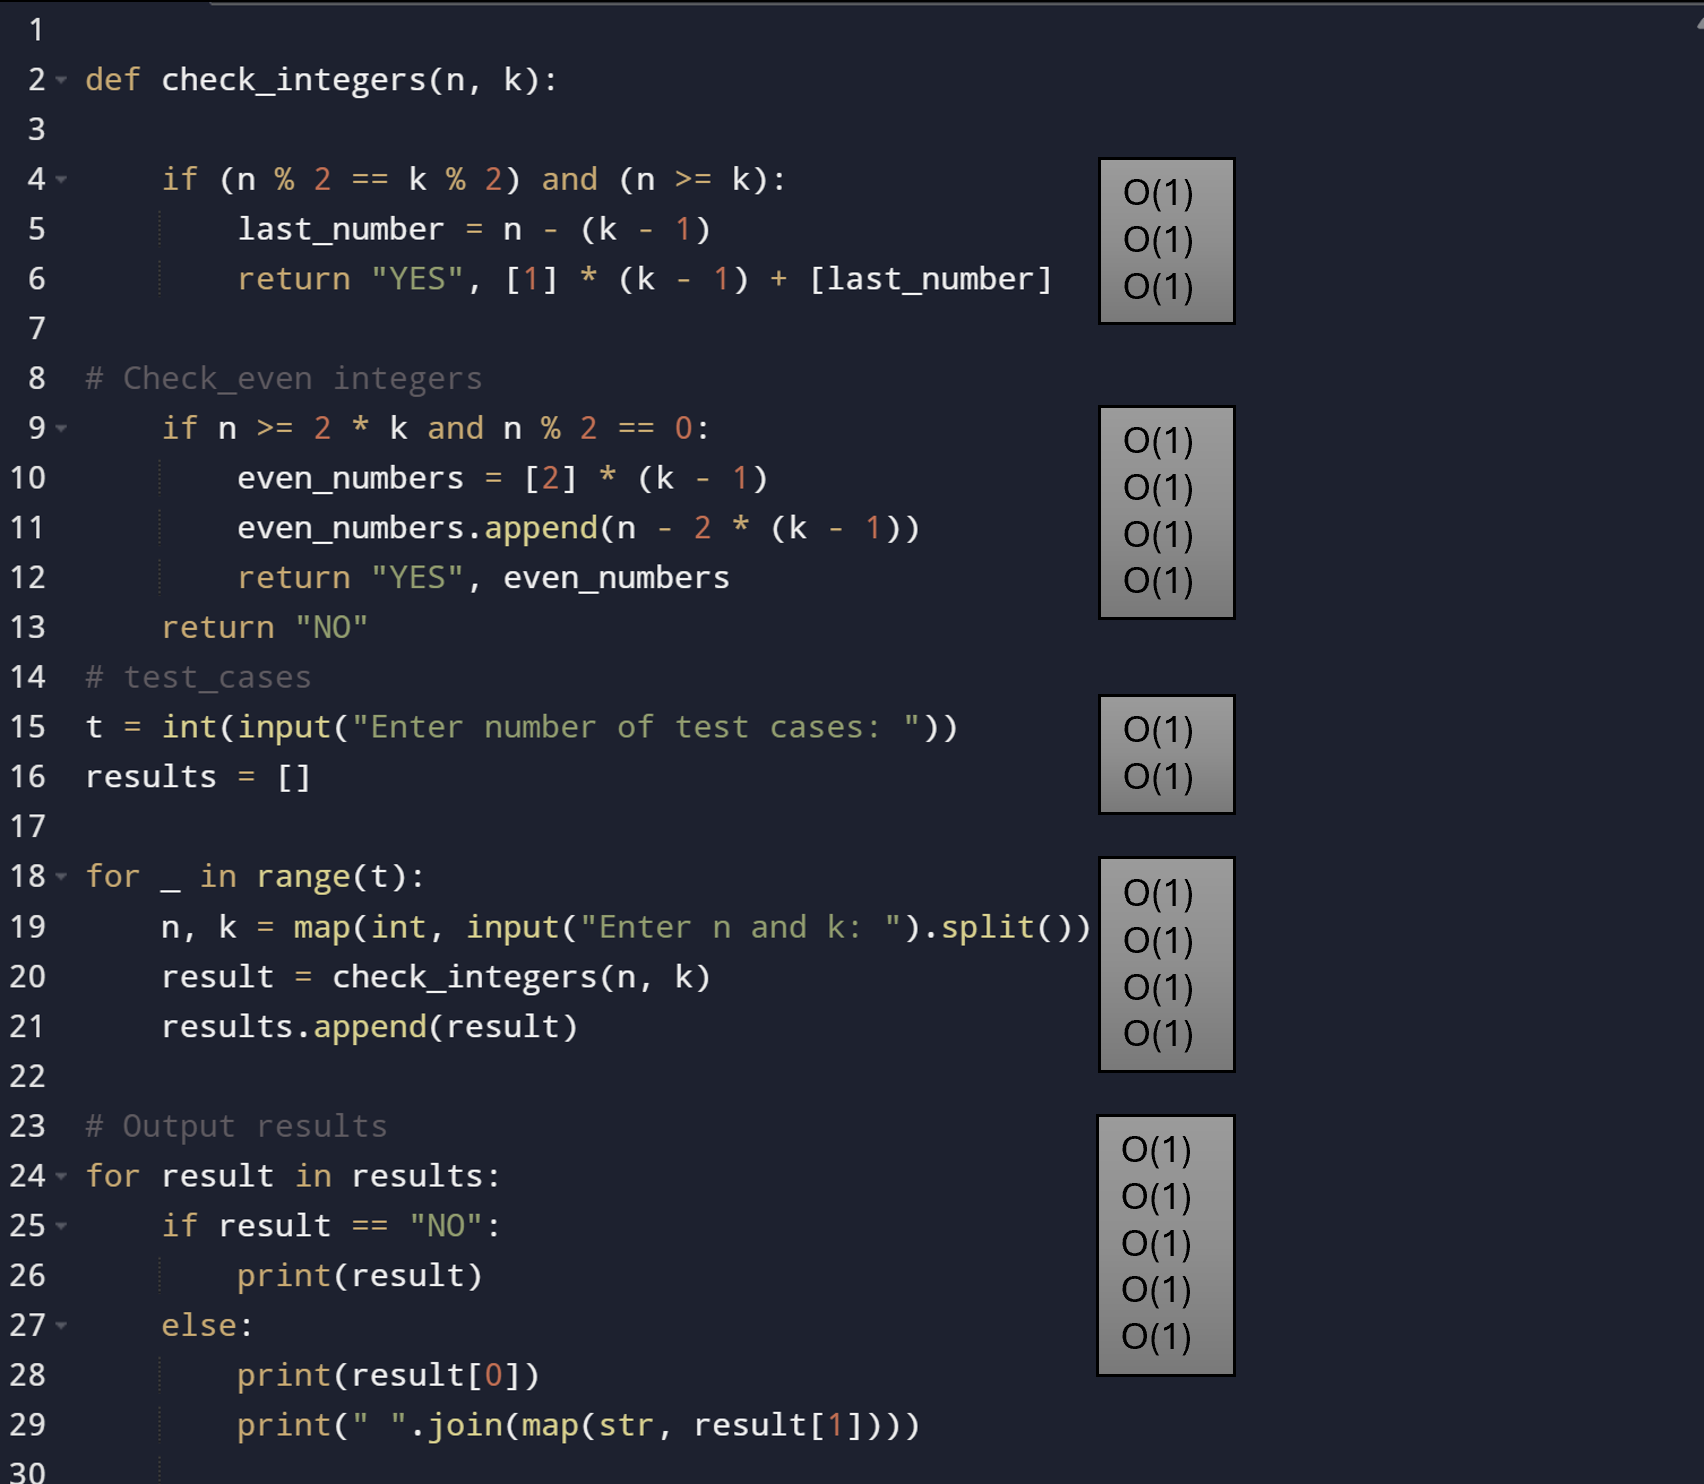 1
2 def check_integers(n, k):
3
4     if (n % 2 == k % 2) and (n >= k): O(1)
5         last_number = n - (k - 1) O(1)
6         return "YES", [1] * (k - 1) + [last_number] O(1)
7
8 # Check_even integers
9     if n >= 2 * k and n % 2 == 0: O(1)
10         even_numbers = [2] * (k - 1) O(1)
11         even_numbers.append(n - 2 * (k - 1)) O(1)
12         return "YES", even_numbers O(1)
13     return "NO"
14 # test_cases
15 t = int(input("Enter number of test cases: ")) O(1)
16 results = [] O(1)
17
18 for _ in range(t): O(1)
19     n, k = map(int, input("Enter n and k: ").split()) O(1)
20     result = check_integers(n, k) O(1)
21     results.append(result) O(1)
22
23 # Output results
24 for result in results: O(1)
25     if result == "NO": O(1)
26         print(result) O(1)
27     else: O(1)
28         print(result[0]) O(1)
29         print(" ".join(map(str, result[1])))
30